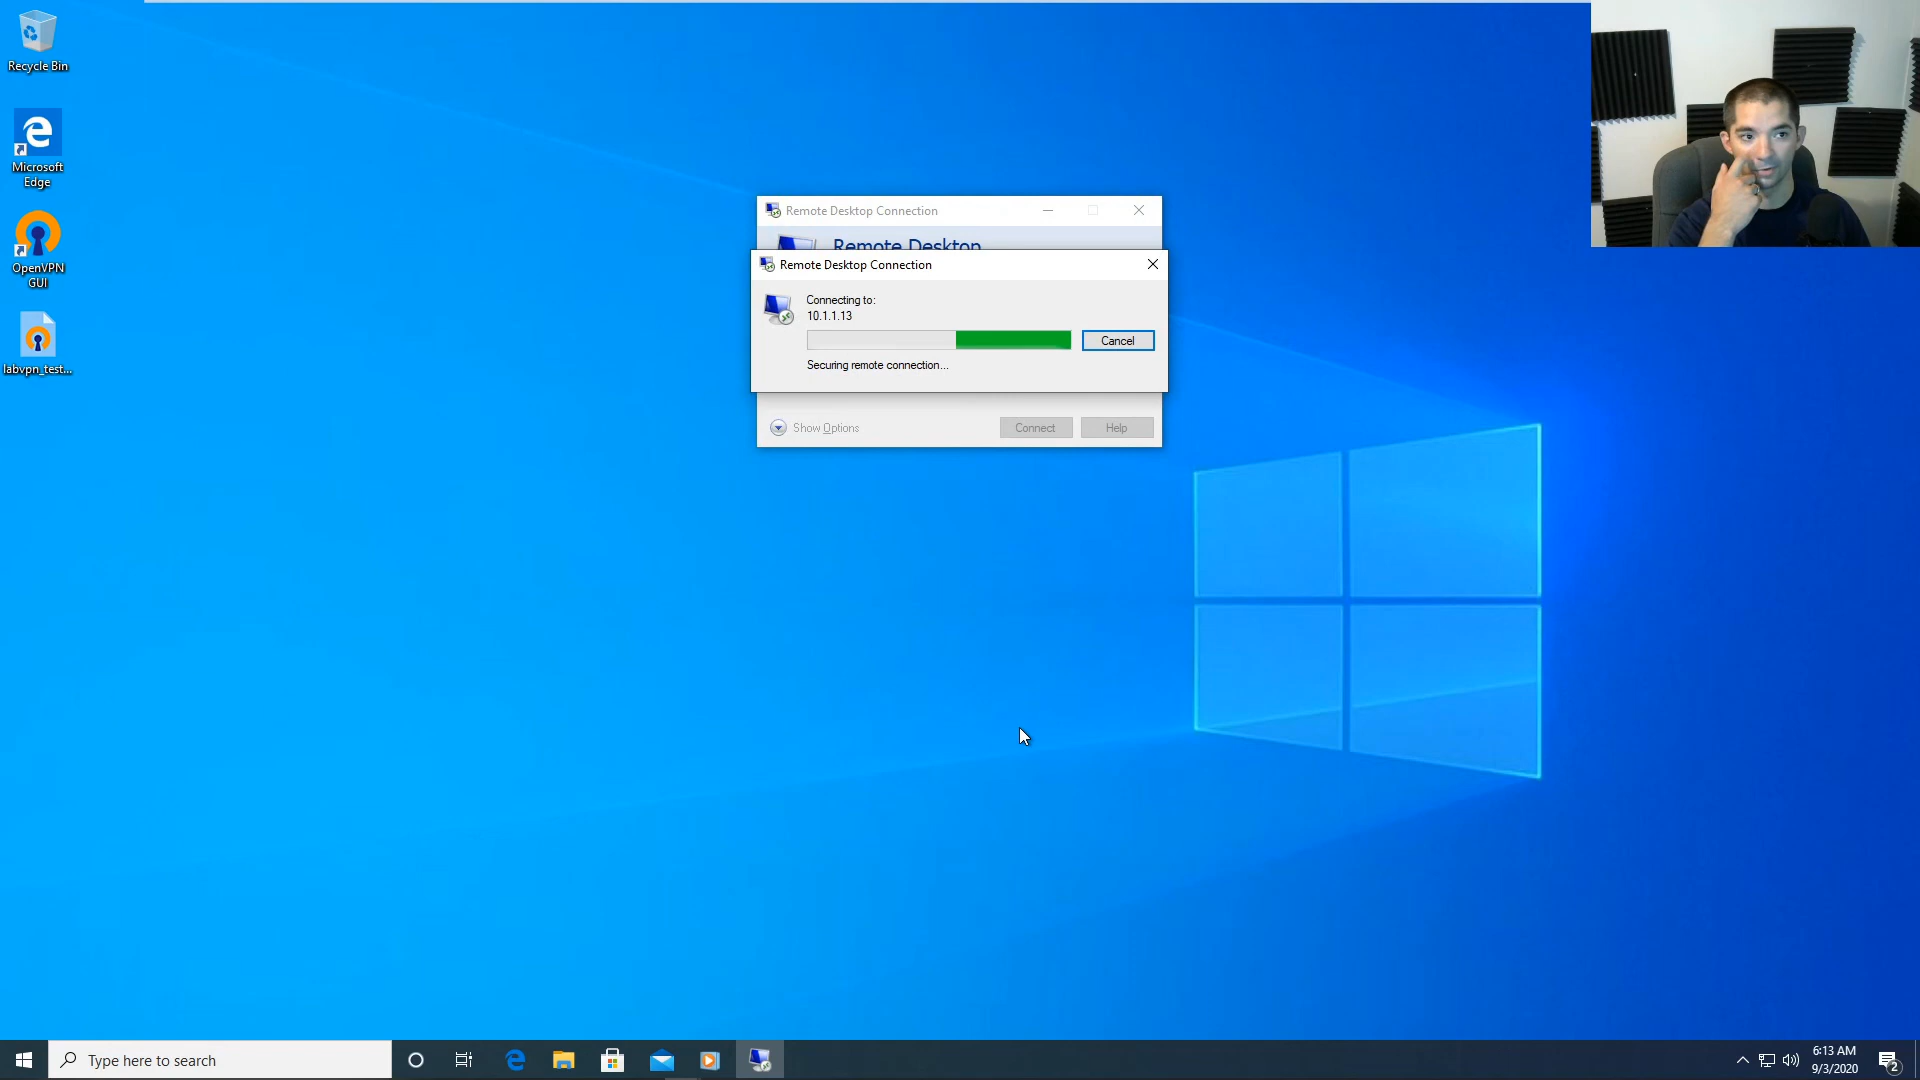 Recycle Bin
Microsoft
Edge
OpenVPN
GUI
labvpn_test...
Remote Desktop Connection
Remote Desktop
Remote Desktop Connection
Connecting to:
10.1.1.13
Cancel
Securing remote connection...
Show Options
Connect
Help
Type here to search
6:13 AM
9/3/2020
2